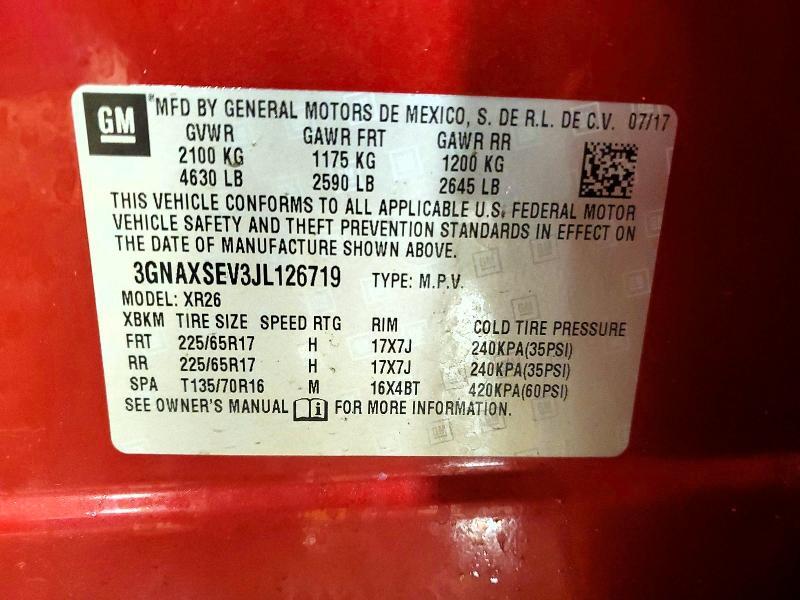 GM *MFD BY GENERAL MOTORS DE MEXICO, S. DE R.L. DE C.V. 07/17
GVWR GAWR FRT GAWR RR
2100 KG 1175 KG 1200 KG
4630 LB 2590 LB 2645 LB
THIS VEHICLE CONFORMS TO ALL APPLICABLE U.S. FEDERAL MOTOR
VEHICLE SAFETY AND THEFT PREVENTION STANDARDS IN EFFECT ON
THE DATE OF MANUFACTURE SHOWN ABOVE.
3GNAXSEV3JL126719 TYPE: M.P.V.
MODEL: XR26
XBKM TIRE SIZE SPEED RTG RIM COLD TIRE PRESSURE
FRT 225/65R17 H 17X7J 240KPA(35PSI)
RR 225/65R17 H 17X7J 240KPA(35PSI)
SPA T135/70R16 M 16X4BT 420KPA(60PSI)
SEE OWNER'S MANUAL i FOR MORE INFORMATION.